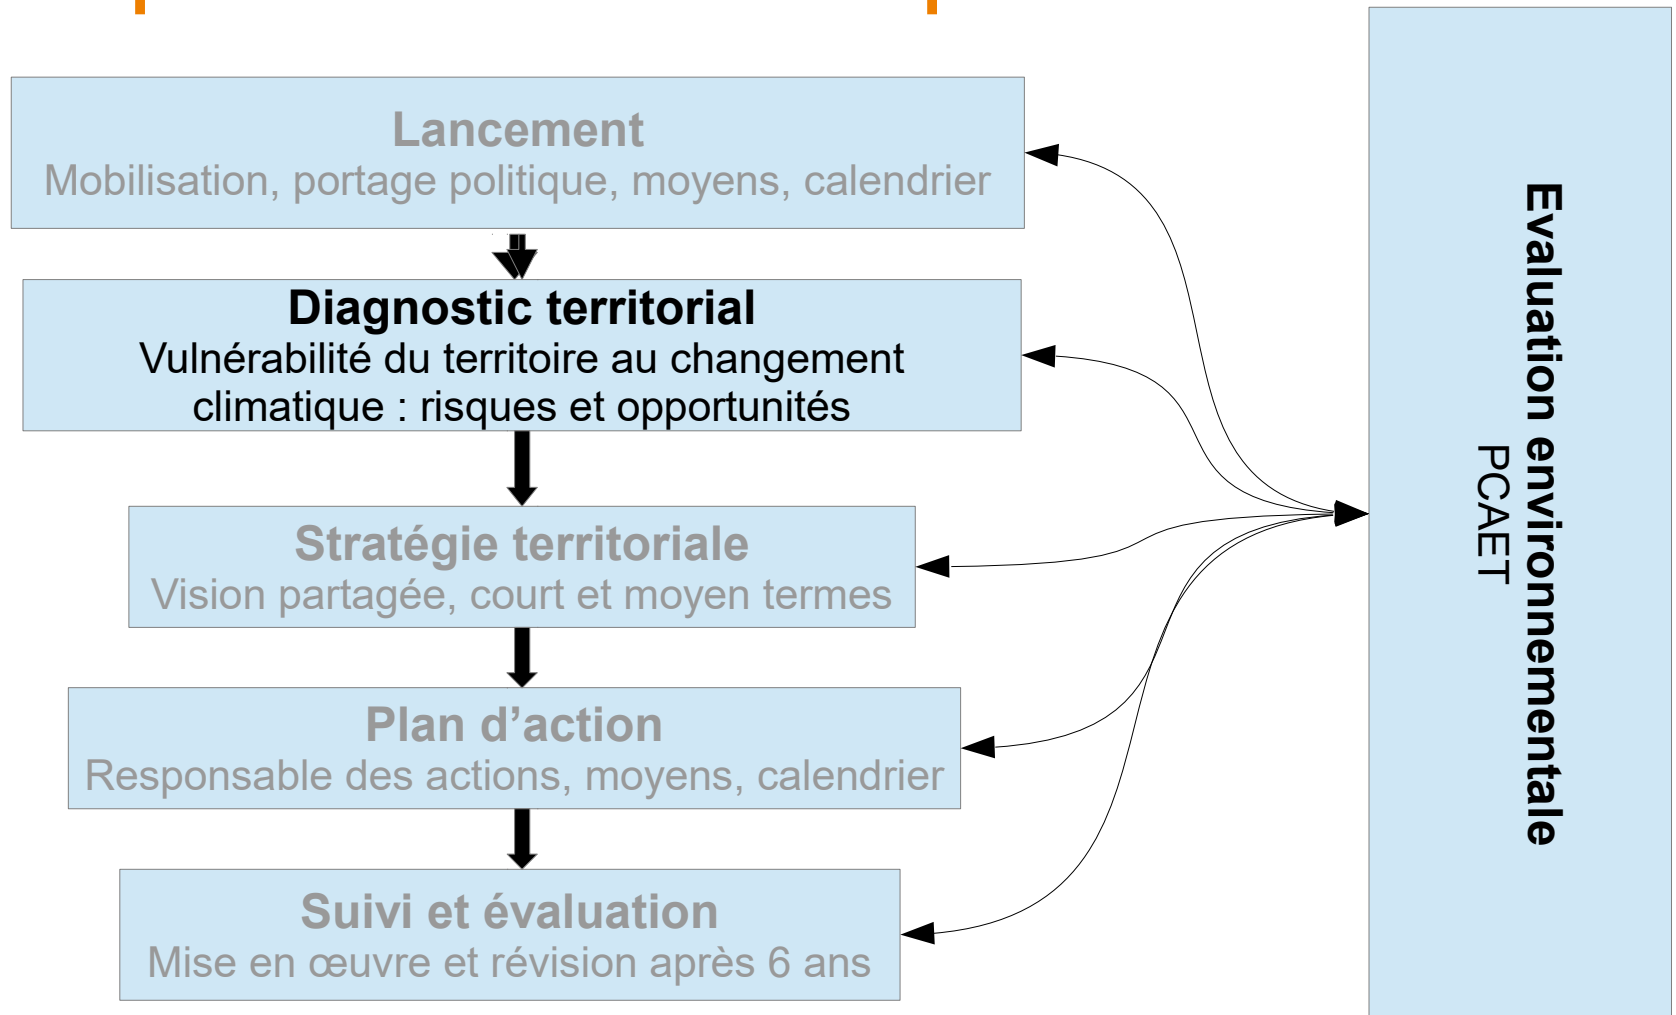 Lancement
Mobilisation, portage politique, moyens, calendrier
Diagnostic territorial
Vulnérabilité du territoire au changement
climatique : risques et opportunités
Stratégie territoriale
Vision partagée, court et moyen termes
Plan d’action
Responsable des actions, moyens, calendrier
Suivi et évaluation
Mise en œuvre et révision après 6 ans
Evaluation environnementale
PCAET